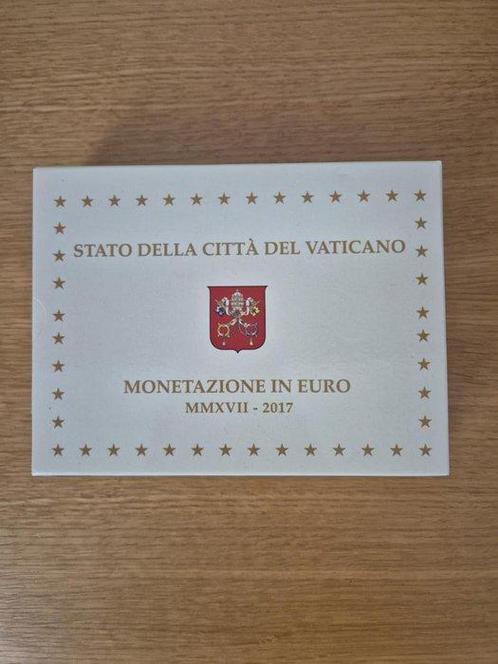 STATO DELLA CITTÀ DEL VATICANO
MONETAZIONE IN EURO
MMXVII - 2017